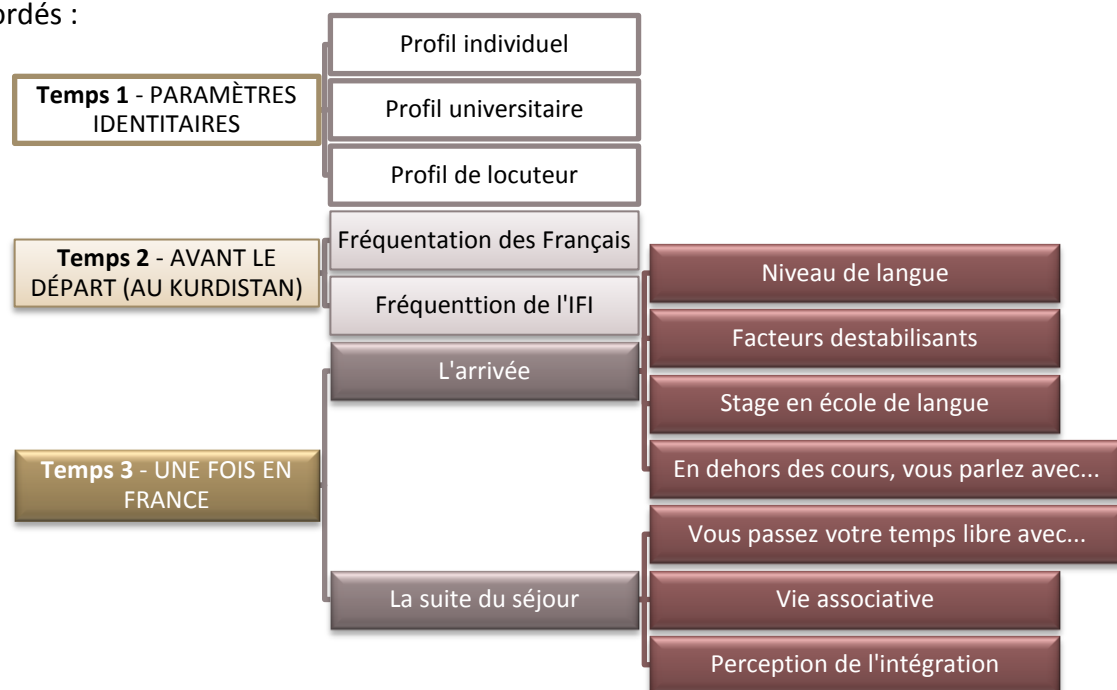 ordés :
Temps 1 - PARAMÈTRES
IDENTITAIRES
Profil individuel
Profil universitaire
Profil de locuteur
Temps 2 - AVANT LE
DÉPART (AU KURDISTAN)
Fréquentation des Français
Fréquenttion de l'IFI
Temps 3 - UNE FOIS EN
FRANCE
L'arrivée
Niveau de langue
Facteurs destabilisants
Stage en école de langue
En dehors des cours, vous parlez avec...
La suite du séjour
Vous passez votre temps libre avec...
Vie associative
Perception de l'intégration